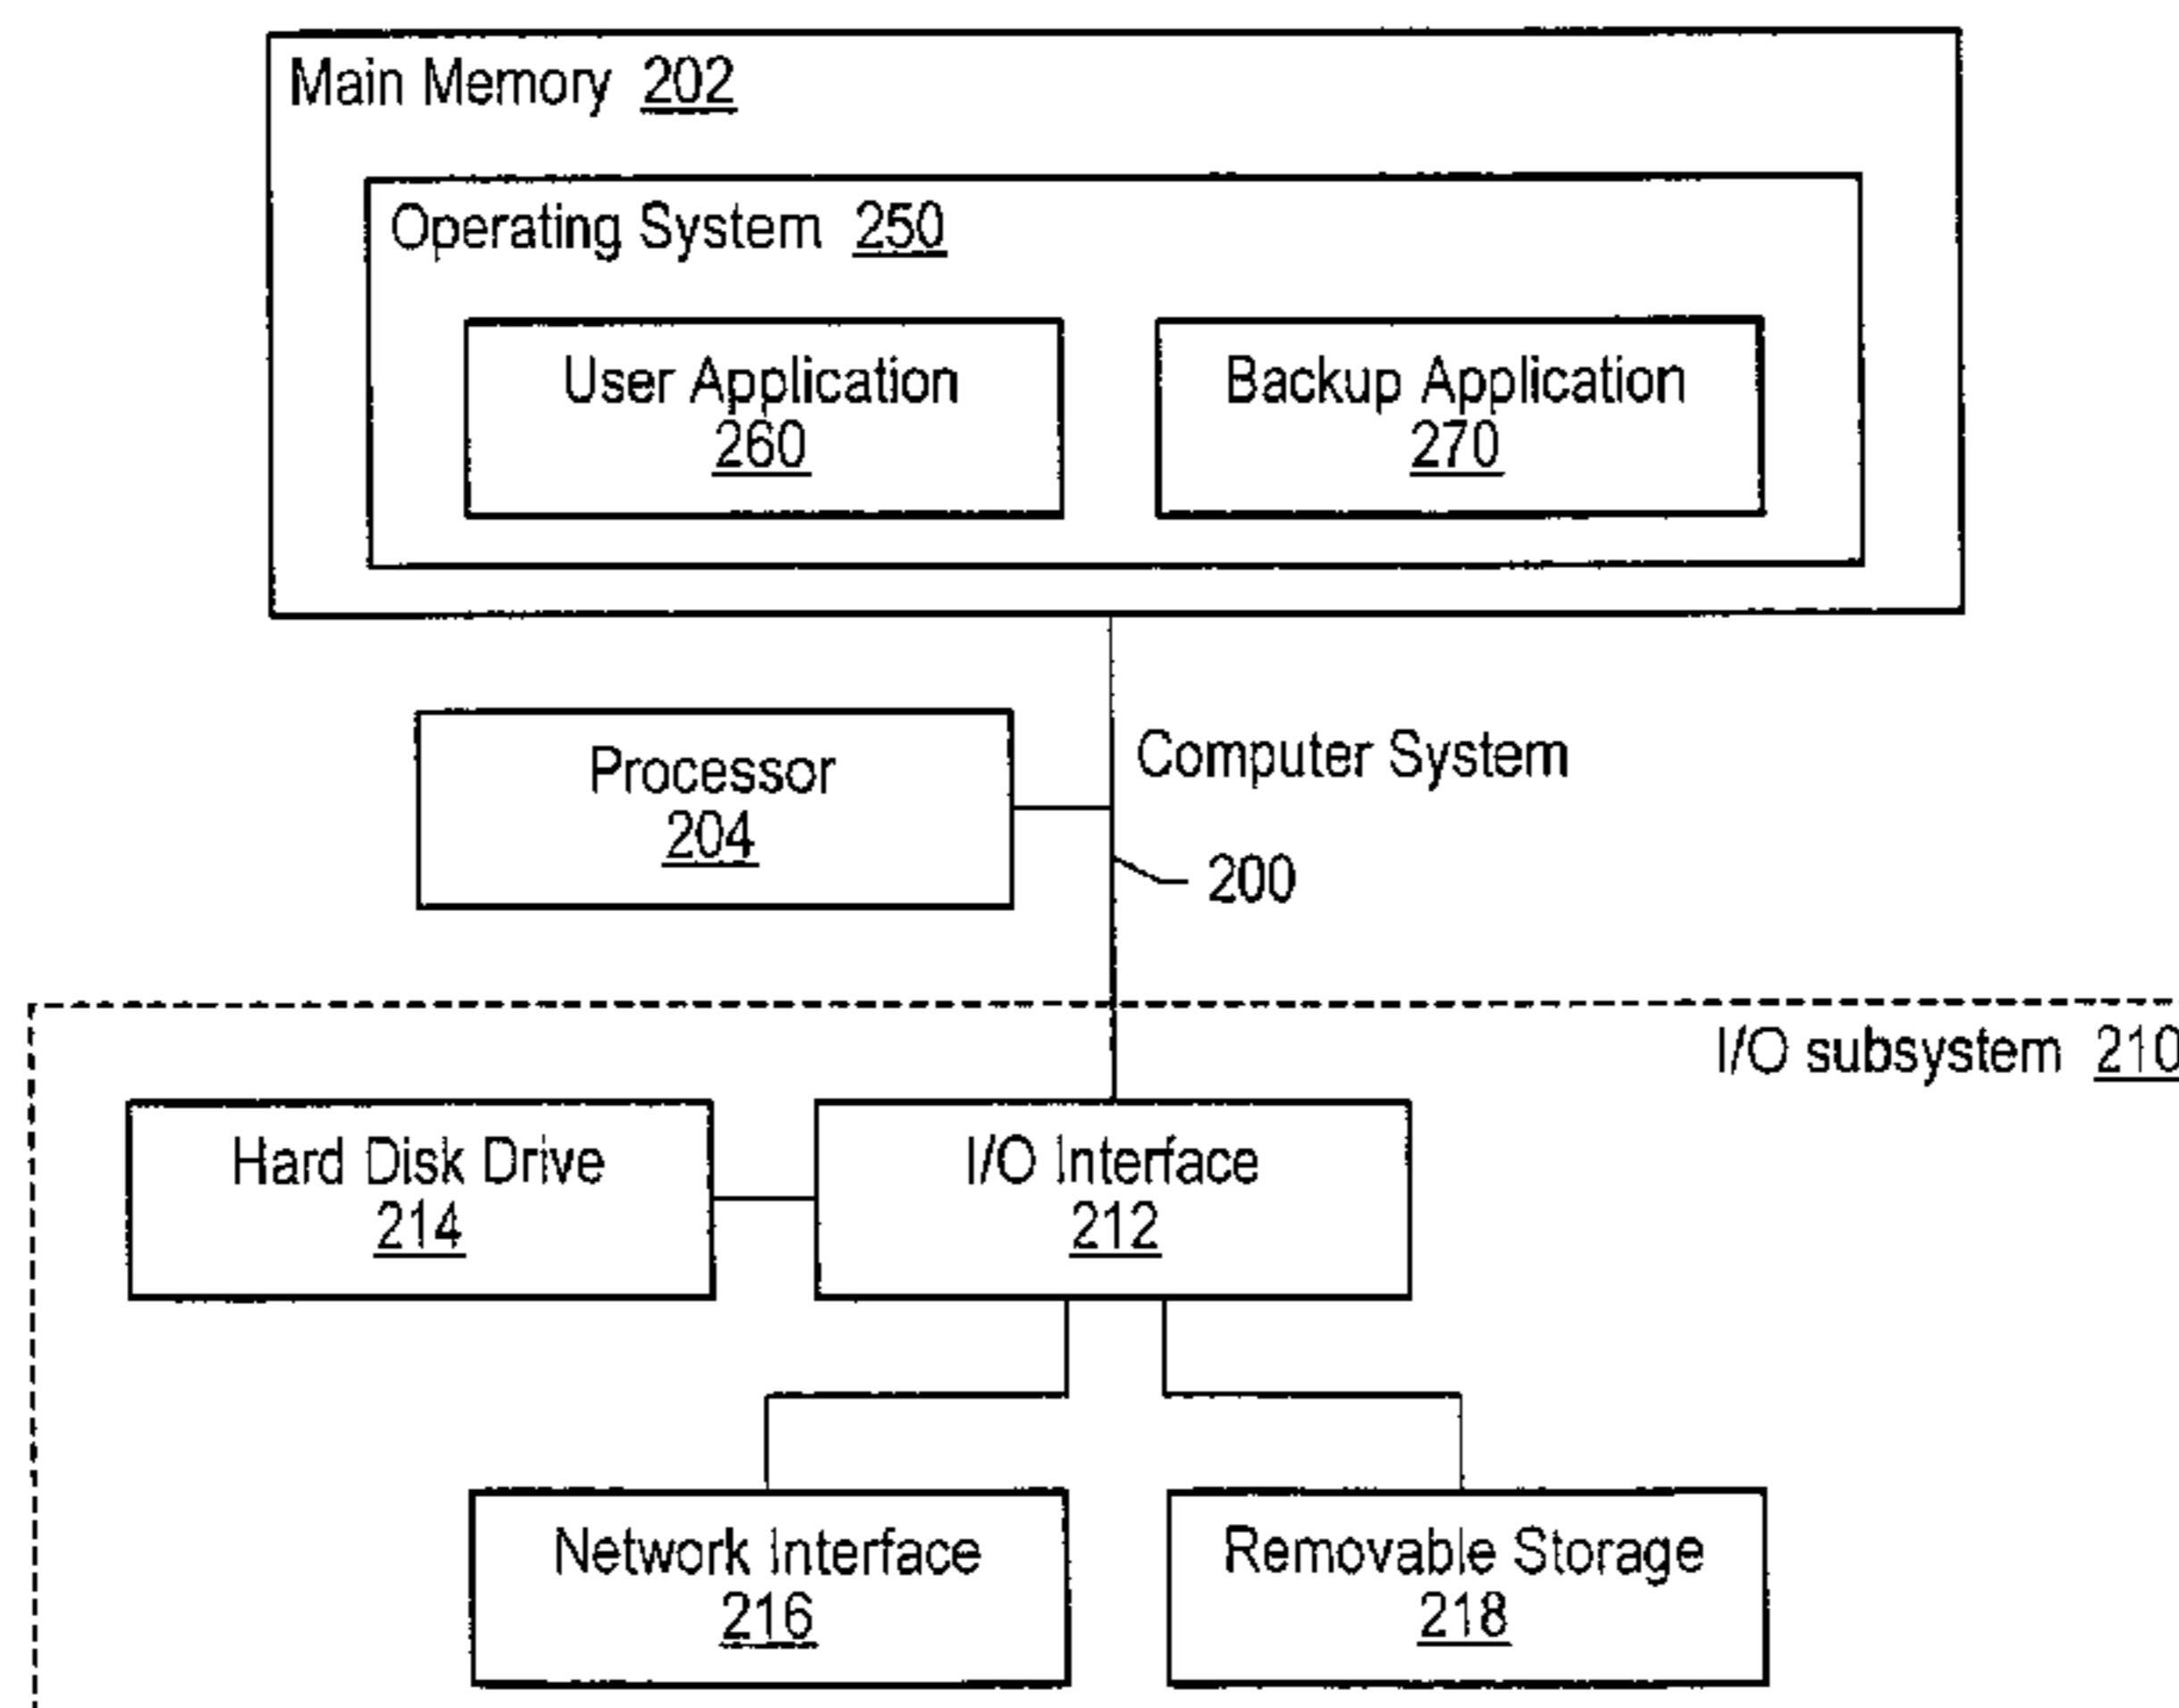 Main Memory 202
Operating System 250
User Application
260
Backup Application
270
Processor
204
Computer System
200
I/O subsystem 210
Hard Disk Drive
214
I/O Interface
212
Network Interface
216
Removable Storage
218